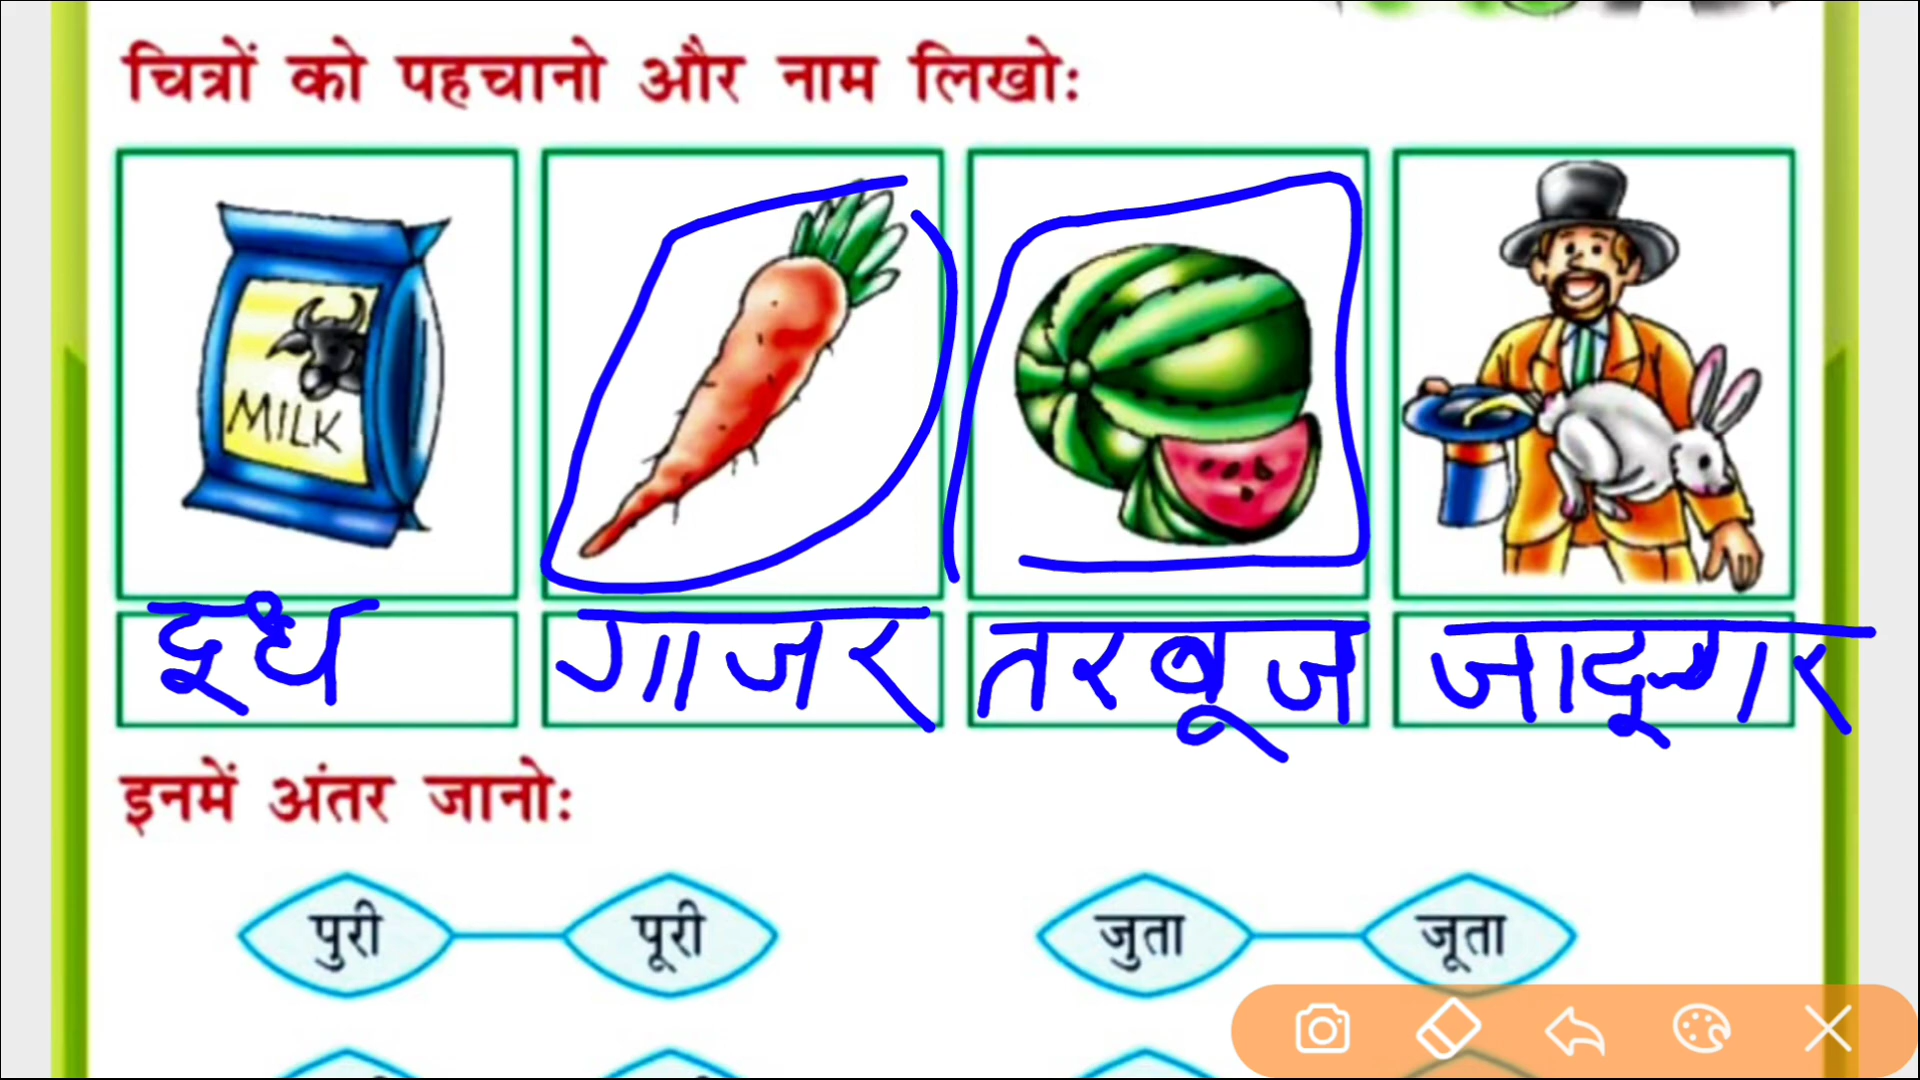 चित्रों को पहचानो और नाम लिखो:
MILK
दूध गाजर तरबूज जादूगर
इनमें अंतर जानो:
पुरी पूरी जुता जूता